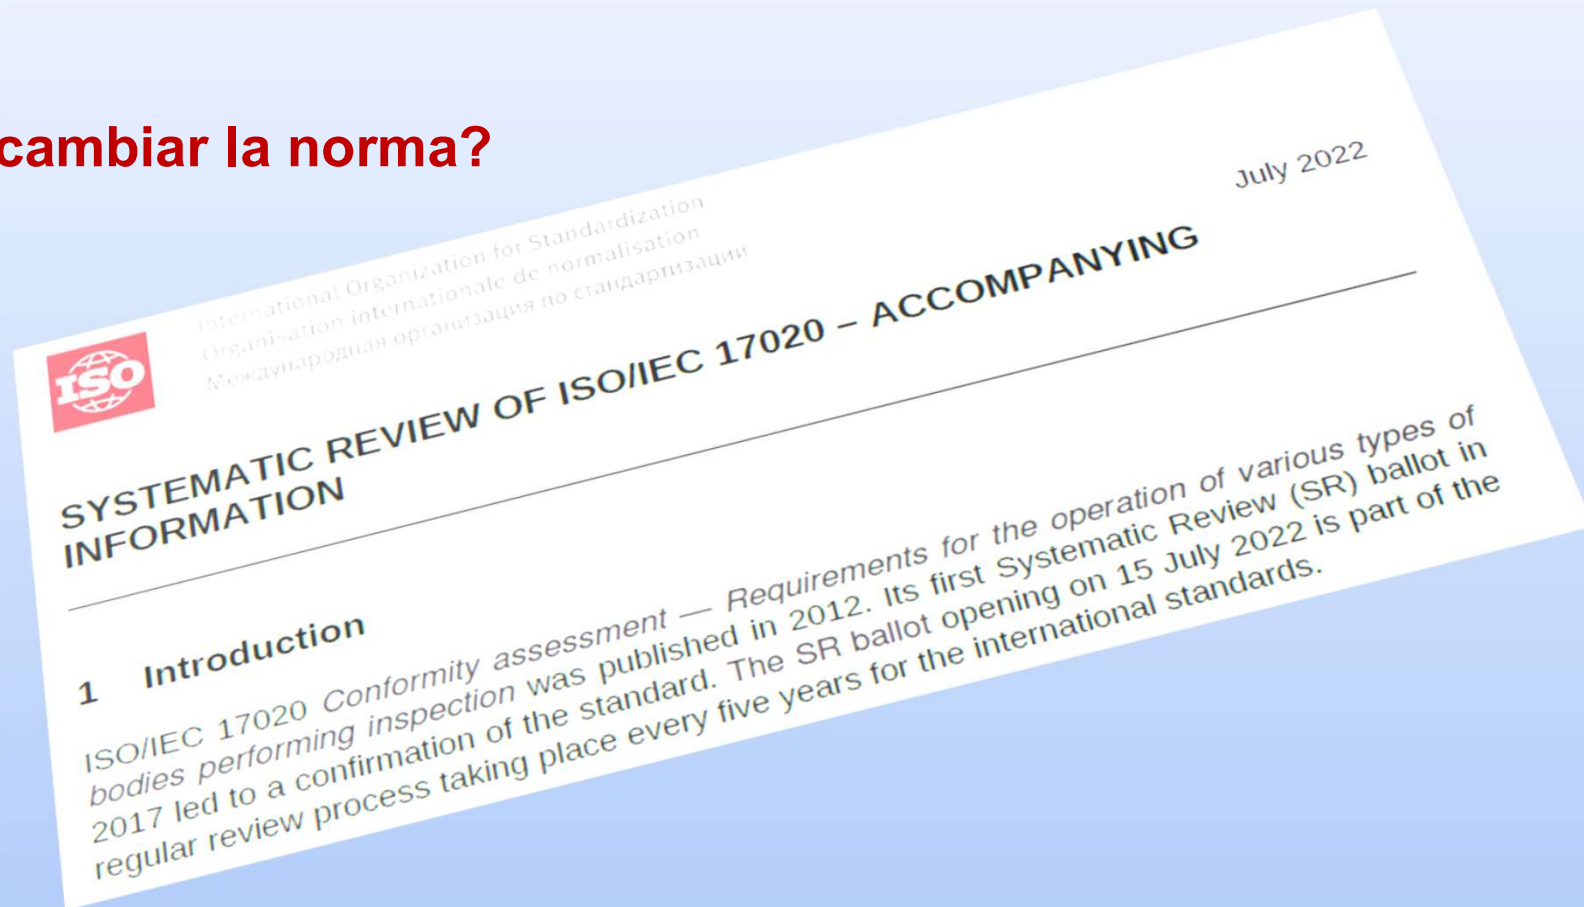 cambiar la norma?
July 2022
International Organization for Standardization
Organisation internationale de normalisation
Международная организация по стандартизации
ISO
SYSTEMATIC REVIEW OF ISO/IEC 17020 – ACCOMPANYING
INFORMATION
1 Introduction
ISO/IEC 17020 Conformity assessment — Requirements for the operation of various types of
bodies performing inspection was published in 2012. Its first Systematic Review (SR) ballot in
2017 led to a confirmation of the standard. The SR ballot opening on 15 July 2022 is part of the
regular review process taking place every five years for the international standards.